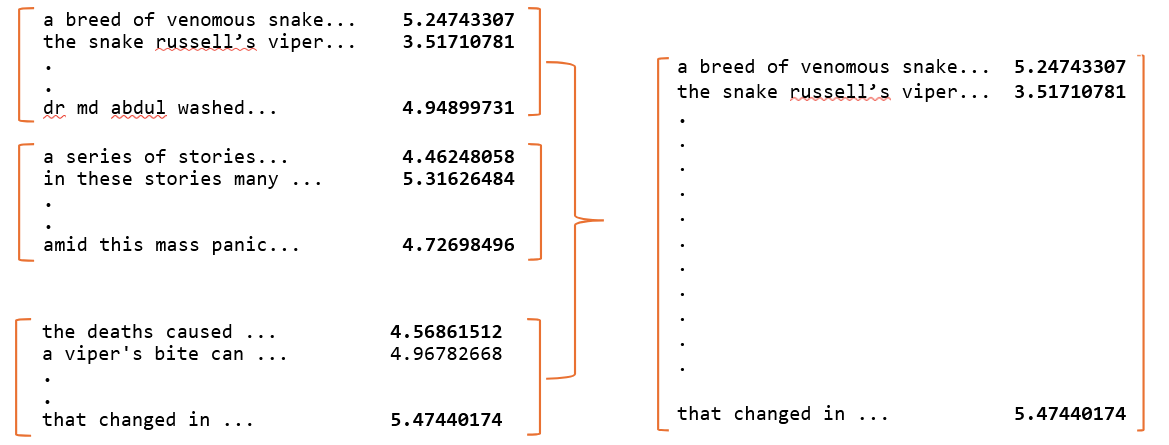 a breed of venomous snake... 5.24743307
the snake russell’s viper... 3.51710781
.
.
dr md abdul washed... 4.94899731
a series of stories... 4.46248058
in these stories many ... 5.31626484
.
.
amid this mass panic... 4.72698496
the deaths caused ... 4.56861512
a viper's bite can ... 4.96782668
.
.
that changed in ... 5.47440174
a breed of venomous snake... 5.24743307
the snake russell’s viper... 3.51710781
.
.
.
.
.
.
.
.
.
.
.
that changed in ... 5.47440174